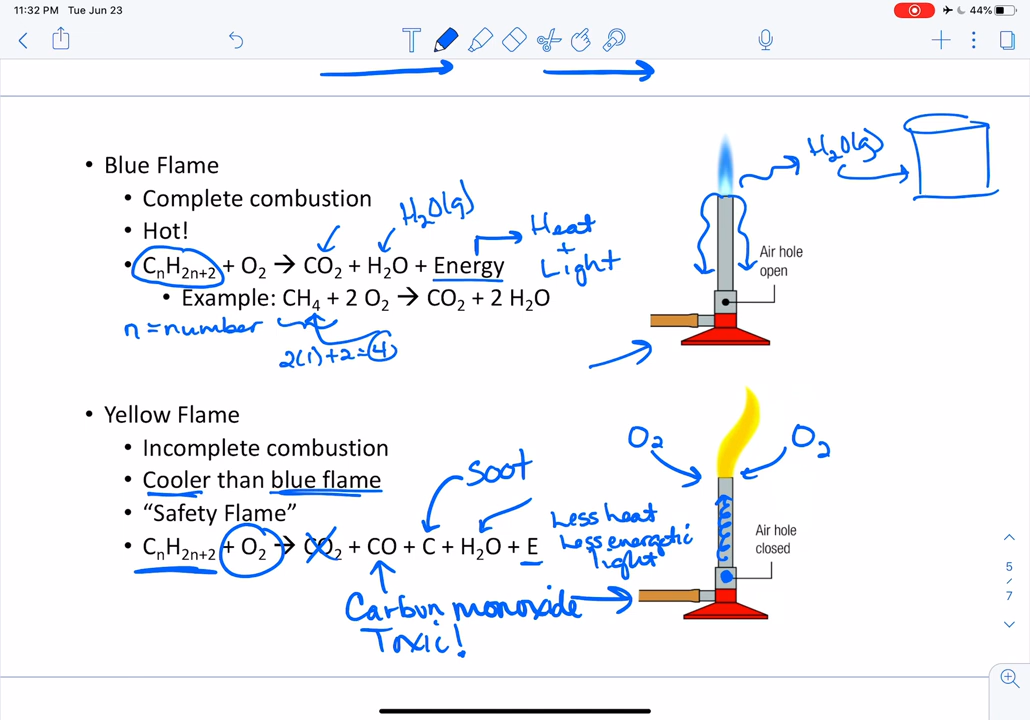 11:32 PM Tue Jun 23
44%
T
• Blue Flame
• Complete combustion
H₂O(g)
• Hot!
H₂O(g)
Heat
+
Light
• CₙH₂ₙ₊₂ + O₂ → CO₂ + H₂O + Energy
Air hole
open
• Example: CH₄ + 2 O₂ → CO₂ + 2 H₂O
n = number
2(1)+2=4
• Yellow Flame
O₂
O₂
• Incomplete combustion
Soot
• Cooler than blue flame
• “Safety Flame”
Less heat
Less energetic
light
Air hole
closed
• CₙH₂ₙ₊₂ + O₂ → CO₂ + CO + C + H₂O + E
5
/
7
Carbon monoxide
Toxic!